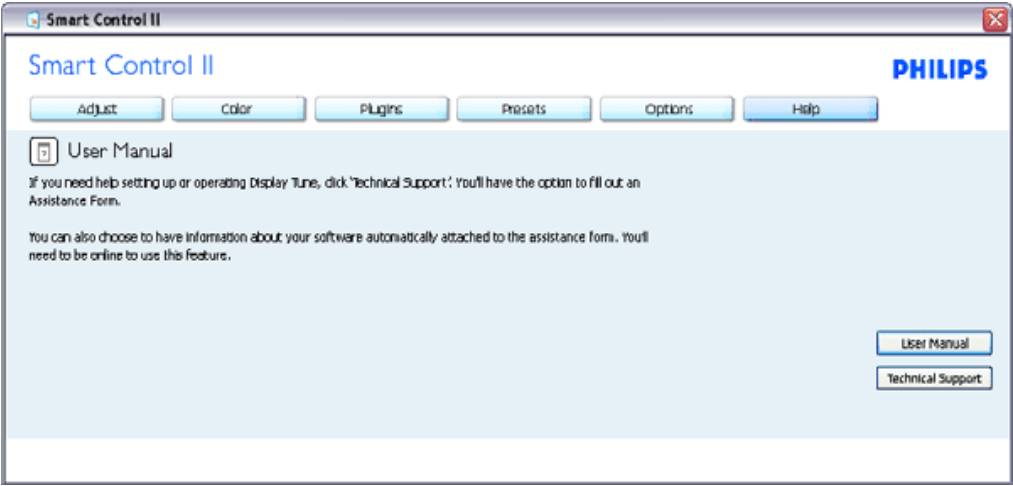 Smart Control II
Smart Control II
PHILIPS
Adjust Color Plugins Presets Options Help
User Manual
If you need help setting up or operating Display Tune, click 'Technical Support'. You'll have the option to fill out an
Assistance Form.
You can also choose to have information about your software automatically attached to the assistance form. You'll
need to be online to use this feature.
User Manual
Technical Support